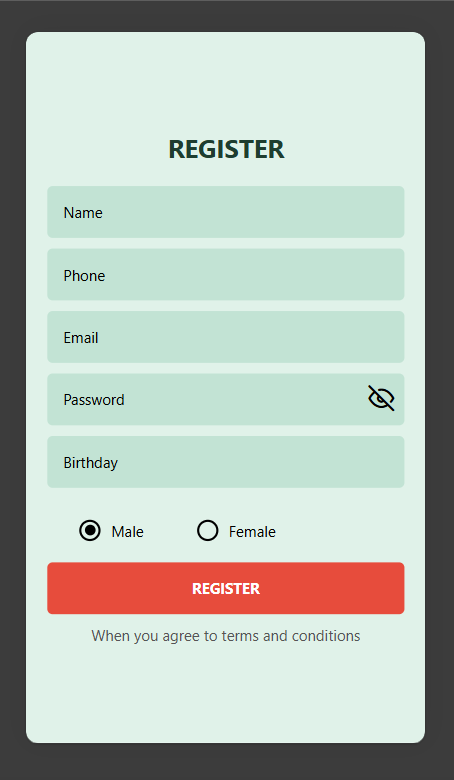 REGISTER
Name
Phone
Email
Password
Birthday
Male Female
REGISTER
When you agree to terms and conditions